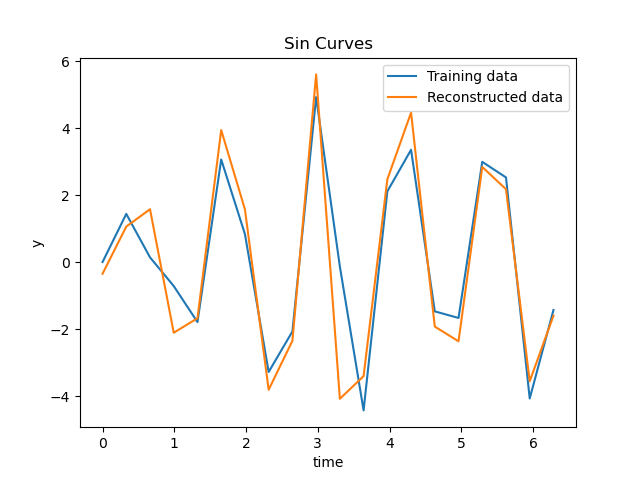 Sin Curves
Training data
Reconstructed data
y
6
4
2
0
−2
−4
0 1 2 3 4 5 6
time